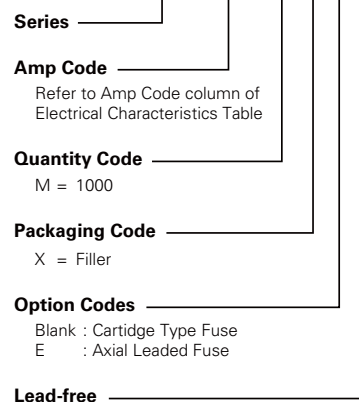 Series
Amp Code
Refer to Amp Code column of
Electrical Characteristics Table
Quantity Code
M = 1000
Packaging Code
X = Filler
Option Codes
Blank : Cartidge Type Fuse
E : Axial Leaded Fuse
Lead-free